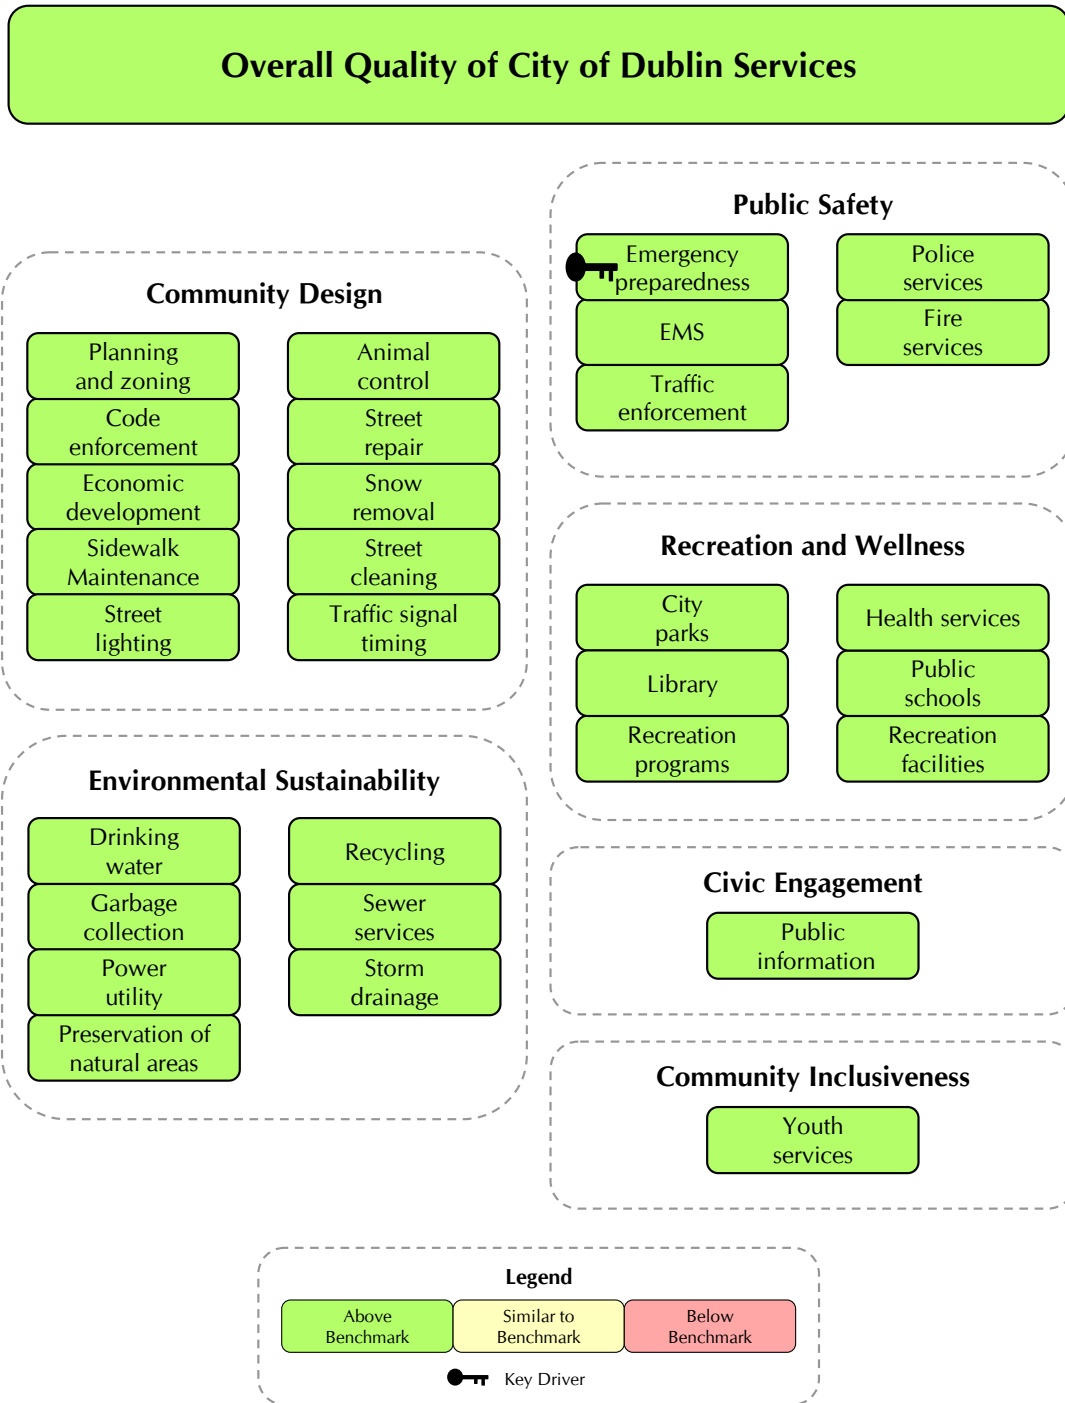 Overall Quality of City of Dublin Services
Community Design
Planning
and zoning
Code
enforcement
Economic
development
Sidewalk
Maintenance
Street
lighting
Animal
control
Street
repair
Snow
removal
Street
cleaning
Traffic signal
timing
Environmental Sustainability
Drinking
water
Garbage
collection
Power
utility
Preservation of
natural areas
Recycling
Sewer
services
Storm
drainage
Public Safety
Emergency
preparedness
EMS
Traffic
enforcement
Police
services
Fire
services
Recreation and Wellness
City
parks
Library
Recreation
programs
Health services
Public
schools
Recreation
facilities
Civic Engagement
Public
information
Community Inclusiveness
Youth
services
Legend
Above
Benchmark
Similar to
Benchmark
Below
Benchmark
Key Driver